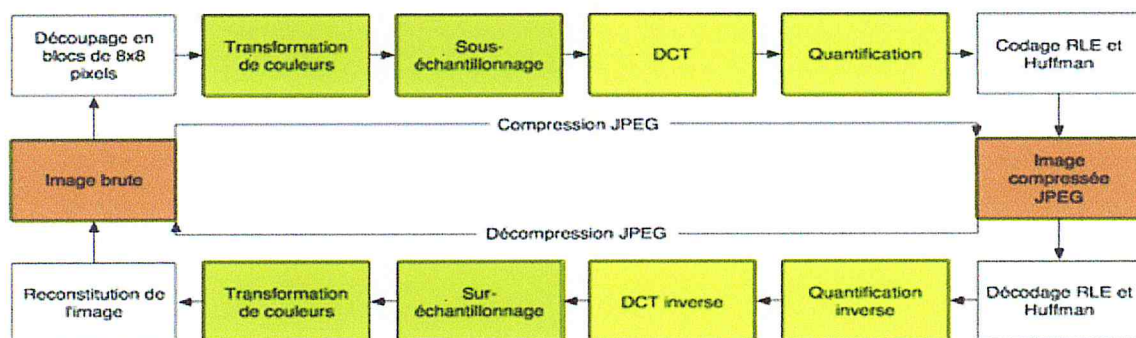 Découpage en
blocs de 8x8
pixels
Transformation
de couleurs
Sous-
échantillonnage
DCT
Quantification
Codage RLE et
Huffman
Compression JPEG
Image brute
Image
compressée
JPEG
Décompression JPEG
Reconstitution de
l'image
Transformation
de couleurs
Sur-
échantillonnage
DCT inverse
Quantification
inverse
Décodage RLE et
Huffman